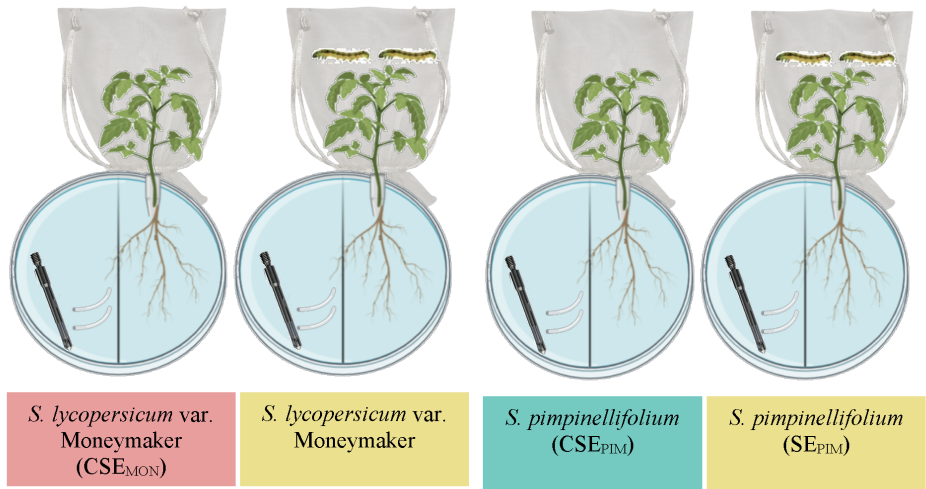 S. lycopersicum var.
Moneymaker
(CSEMON)
S. lycopersicum var.
Moneymaker
S. pimpinellifolium
(CSEPIM)
S. pimpinellifolium
(SEPIM)